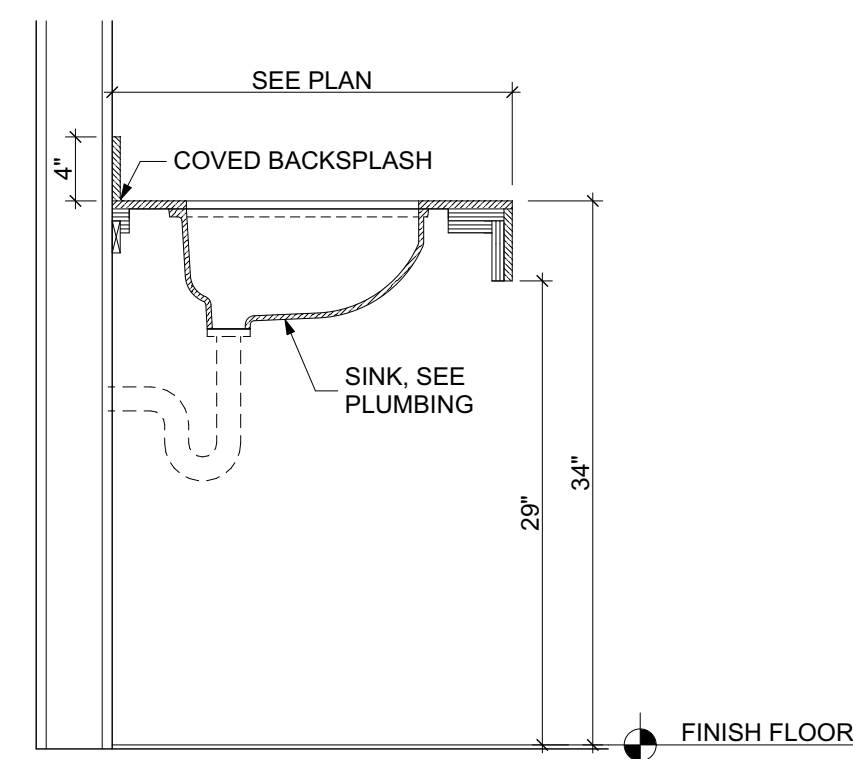 SEE PLAN
4"
COVED BACKSPLASH
SINK, SEE
PLUMBING
29"
34"
FINISH FLOOR